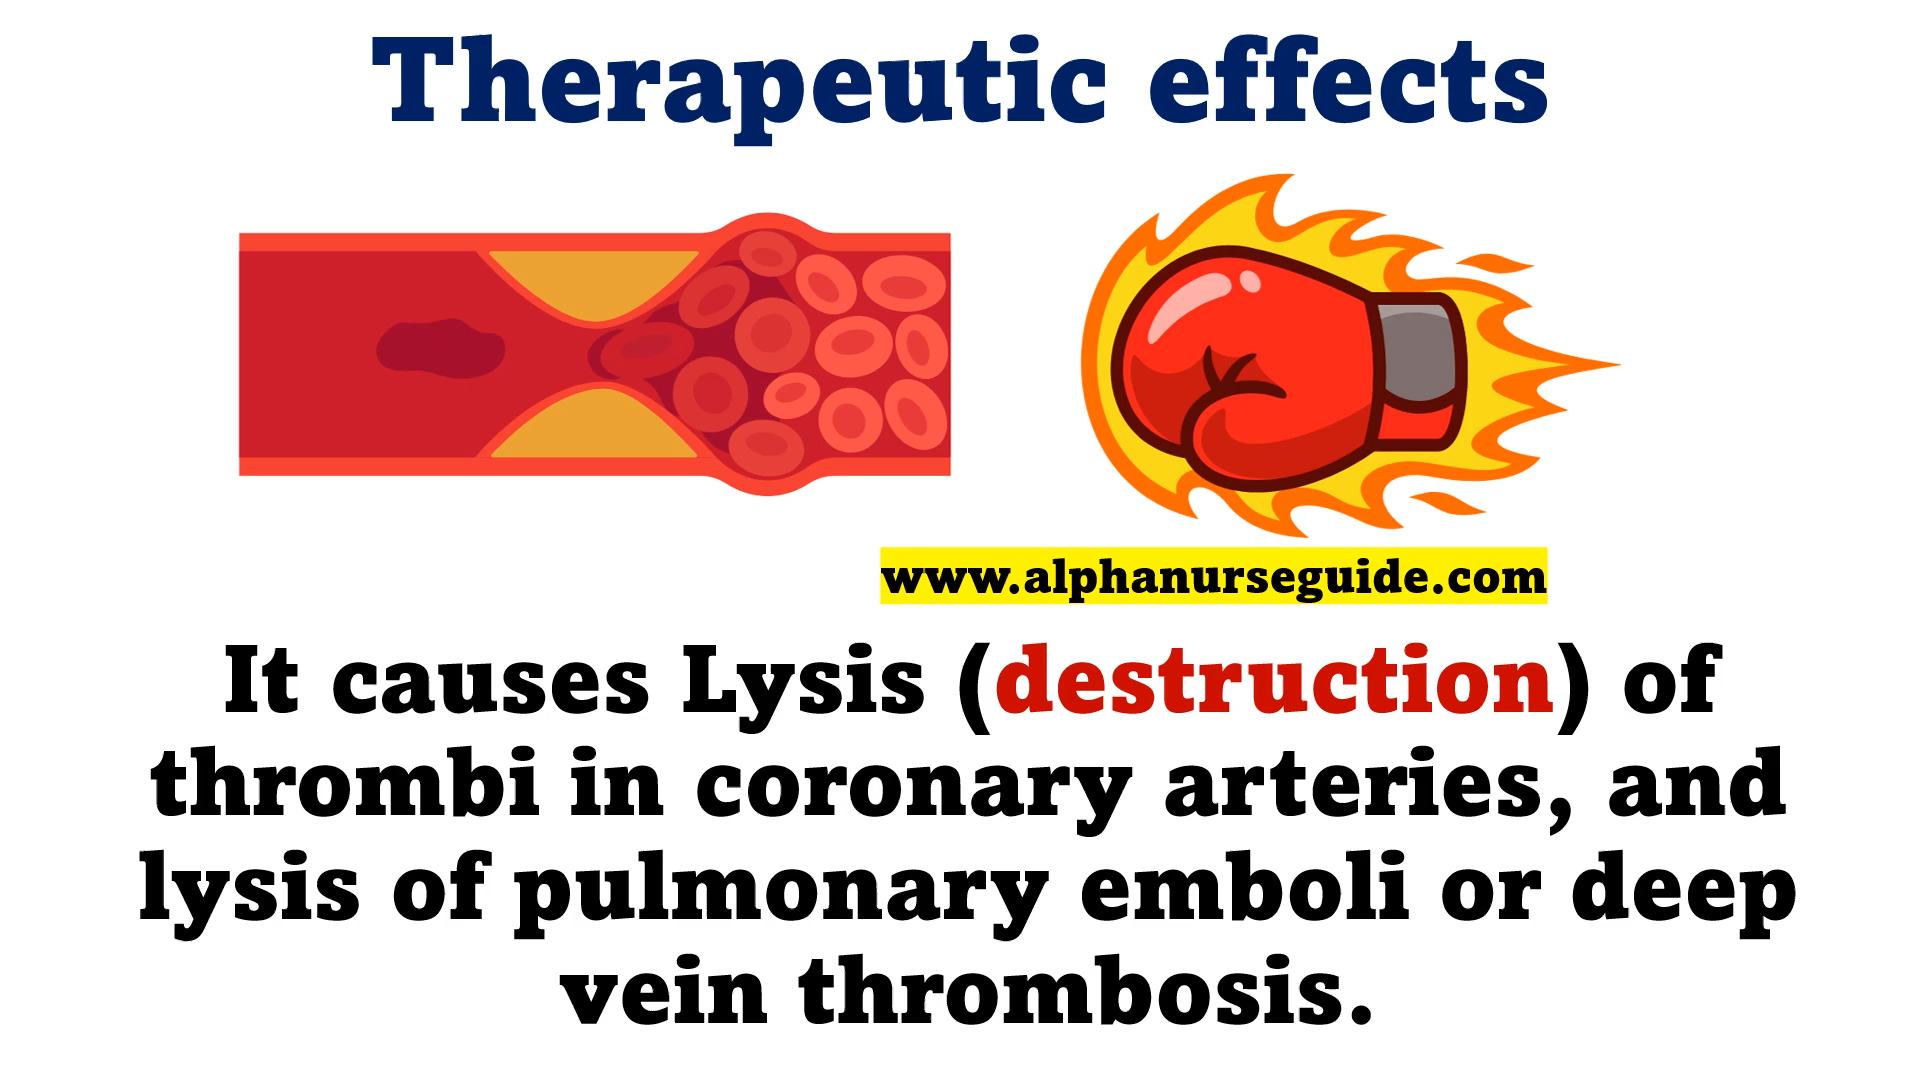 Therapeutic effects
www.alphanurseguide.com
It causes Lysis (destruction) of
thrombi in coronary arteries, and
lysis of pulmonary emboli or deep
vein thrombosis.